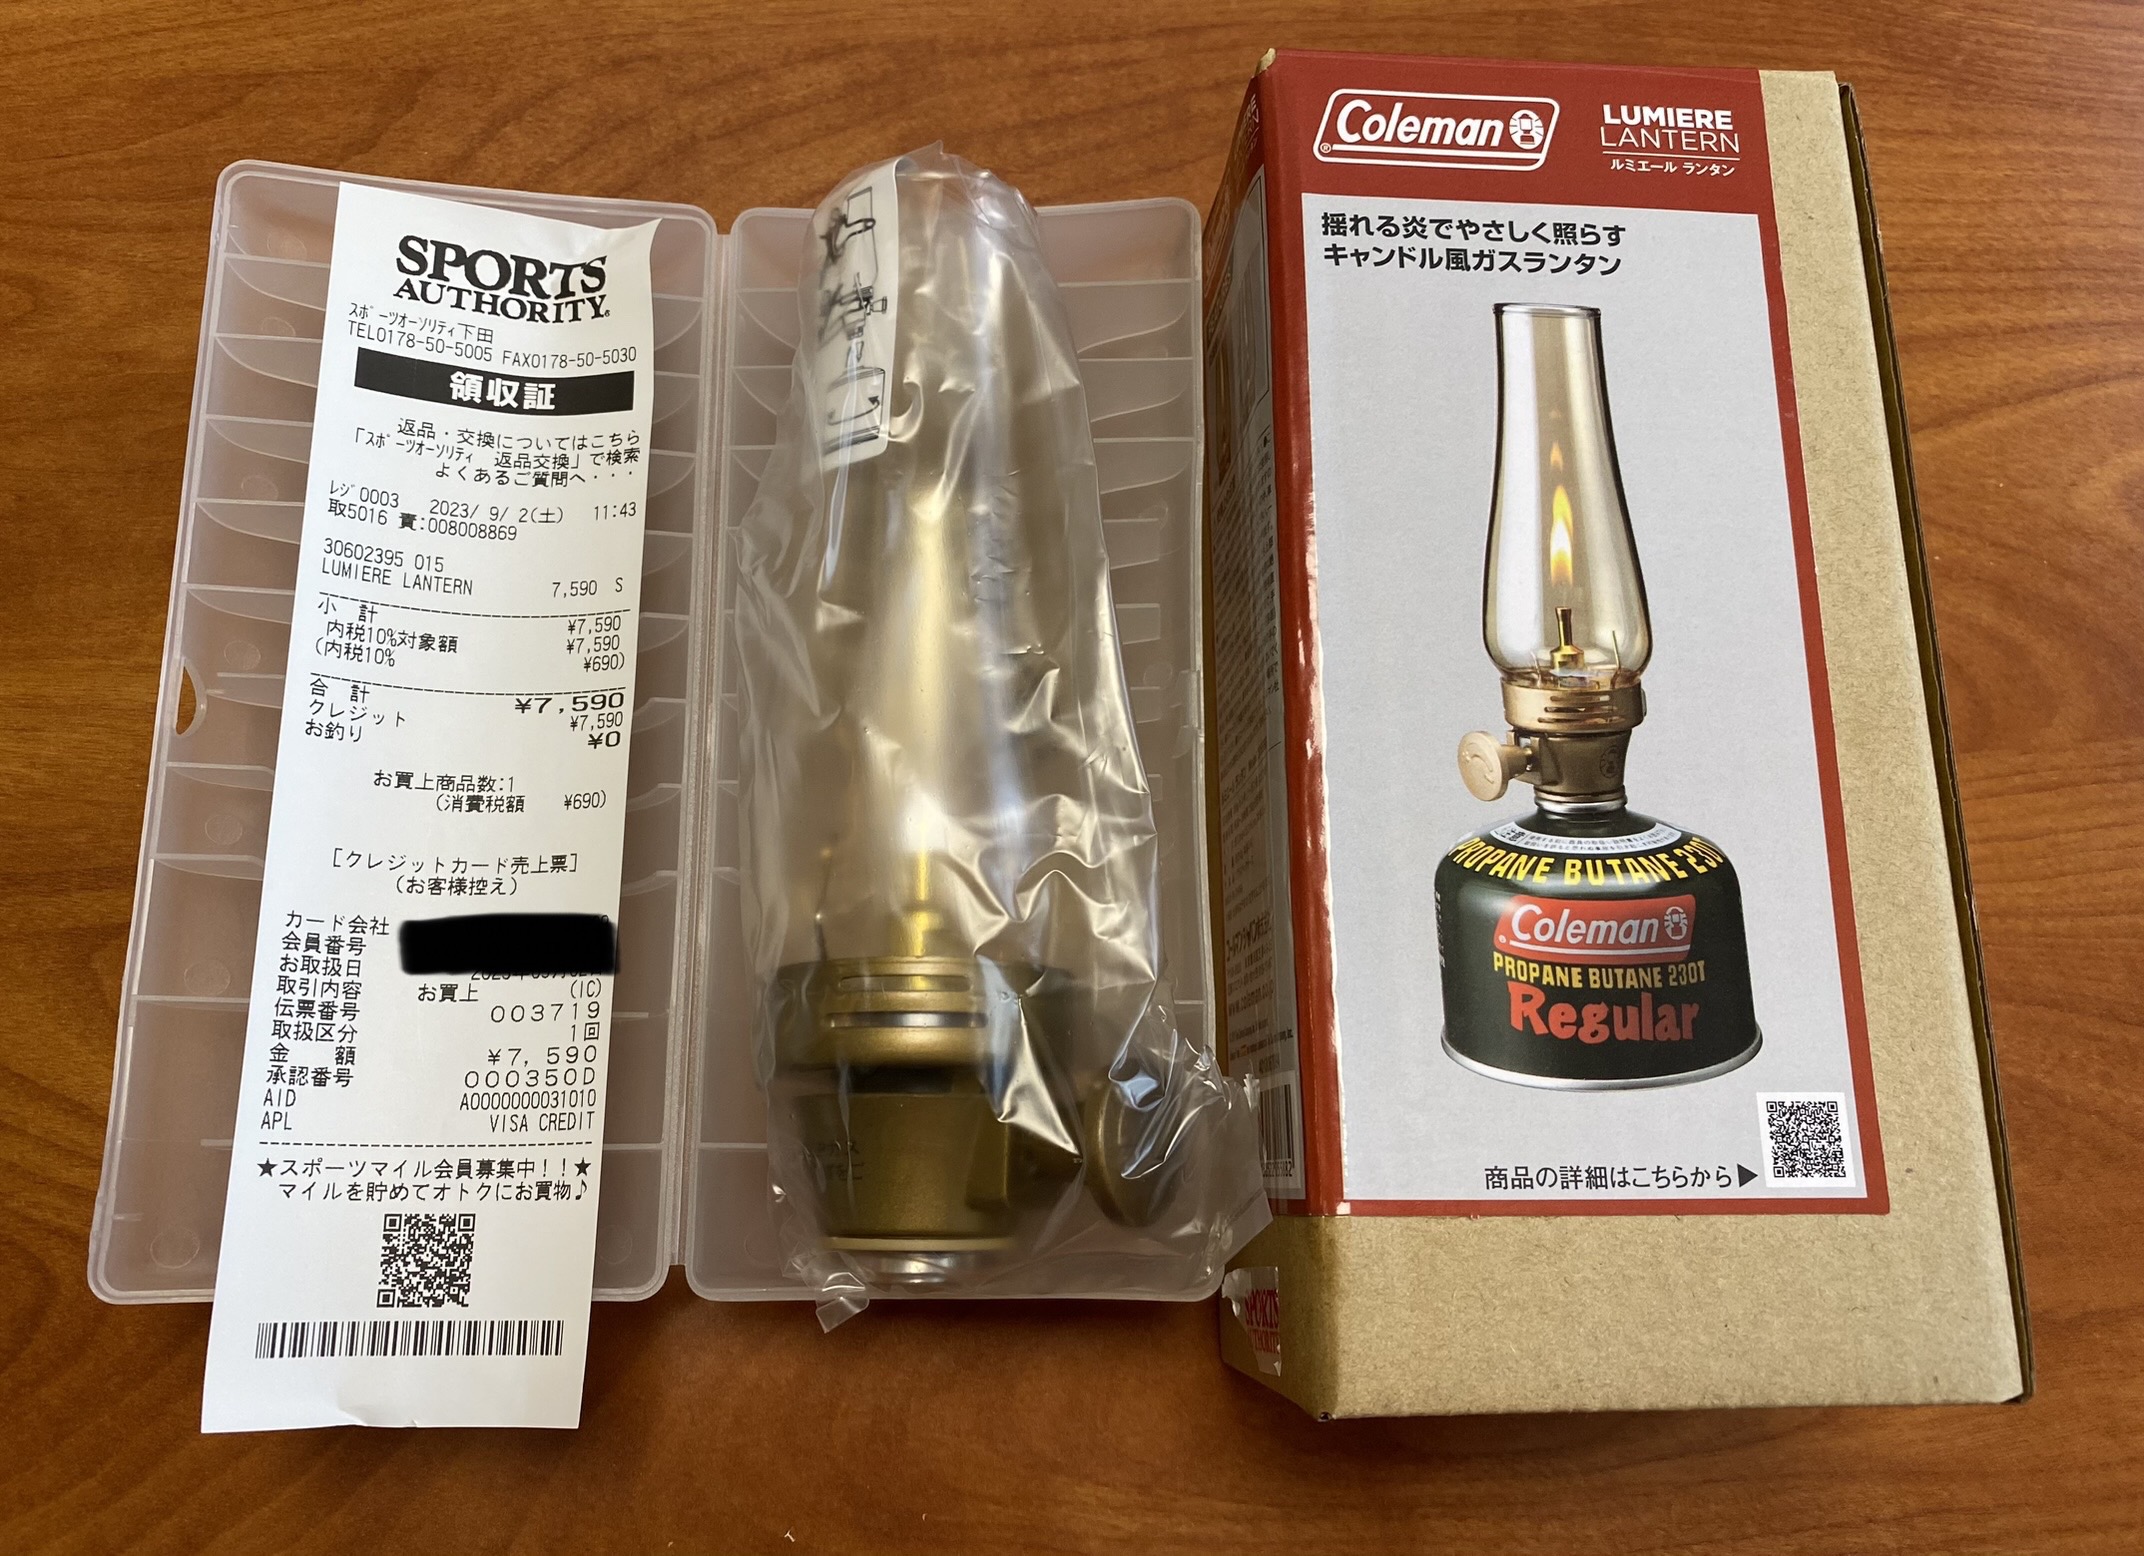 SPORTS
AUTHORITY
スポーツオーソリティ下田
TEL0178-50-5005 FAX0178-50-5030
領収証
返品・交換についてはこちら
「スポーツオーソリティ 返品交換」で検索
よくあるご質問へ・・・
レジ0003 2023/ 9/ 2(土) 11:43
取5016 責:008008869
30602395 015
LUMIERE LANTERN 7,590 S
小 計 ¥7,590
内税10%対象額 ¥7,590
(内税10% ¥690)
合 計 ¥7,590
クレジット ¥7,590
お釣り ¥0
お買上商品数:1
(消費税額 ¥690)
[クレジットカード売上票]
(お客様控え)
カード会社
会員番号
お取扱日
取引内容 お買上 (IC)
伝票番号 003719
取扱区分 1回
金 額 ¥7,590
承認番号 000350D
AID A0000000031010
APL VISA CREDIT
★スポーツマイル会員募集中!!★
マイルを貯めてオトクにお買物♪
Coleman
LUMIERE
LANTERN
ルミエール ランタン
揺れる炎でやさしく照らす
キャンドル風ガスランタン
PROPANE BUTANE 230
Coleman
PROPANE BUTANE 230T
Regular
商品の詳細はこちらから▶
SPORTS
AUTHORITY